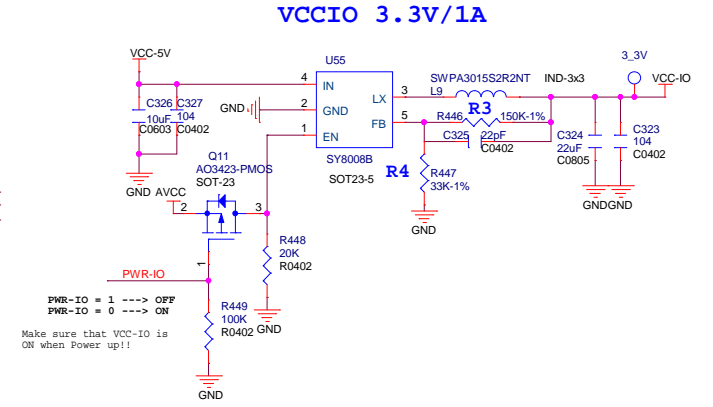 VCCIO 3.3V/1A
VCC-5V
U55
3_3V
SWPA3015S2R2NT
IND-3x3
VCC-IO
4
IN
LX
3
L9
C326
C327
10uF
104
C0603
C0402
GND
2
GND
R3
FB
5
R446
150K-1%
1
EN
C325
22pF
C0402
C324
22uF
C0805
C323
104
C0402
Q11
AO3423-PMOS
SOT-23
SY8008B
SOT23-5
R4
R447
33K-1%
GND
AVCC
2
3
GND
GND
GND
R448
20K
R0402
1
PWR-IO
PWR-IO = 1 ---> OFF
PWR-IO = 0 ---> ON
R449
100K
R0402
GND
Make sure that VCC-IO is
ON when Power up!!
GND